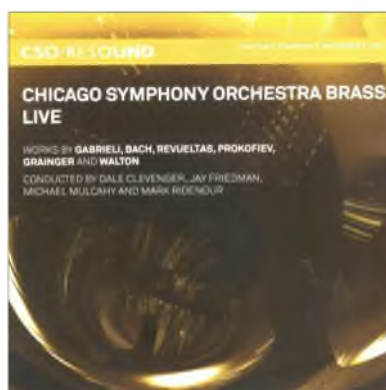 CSO·RESOUND
CHICAGO SYMPHONY ORCHESTRA BRASS
LIVE
WORKS BY GABRIELI, BACH, REVUELTAS, PROKOFIEV,
GRAINGER AND WALTON
CONDUCTED BY DALE CLEVENGER, JAY FRIEDMAN,
MICHAEL MULCAHY AND MARK RIDENOUR